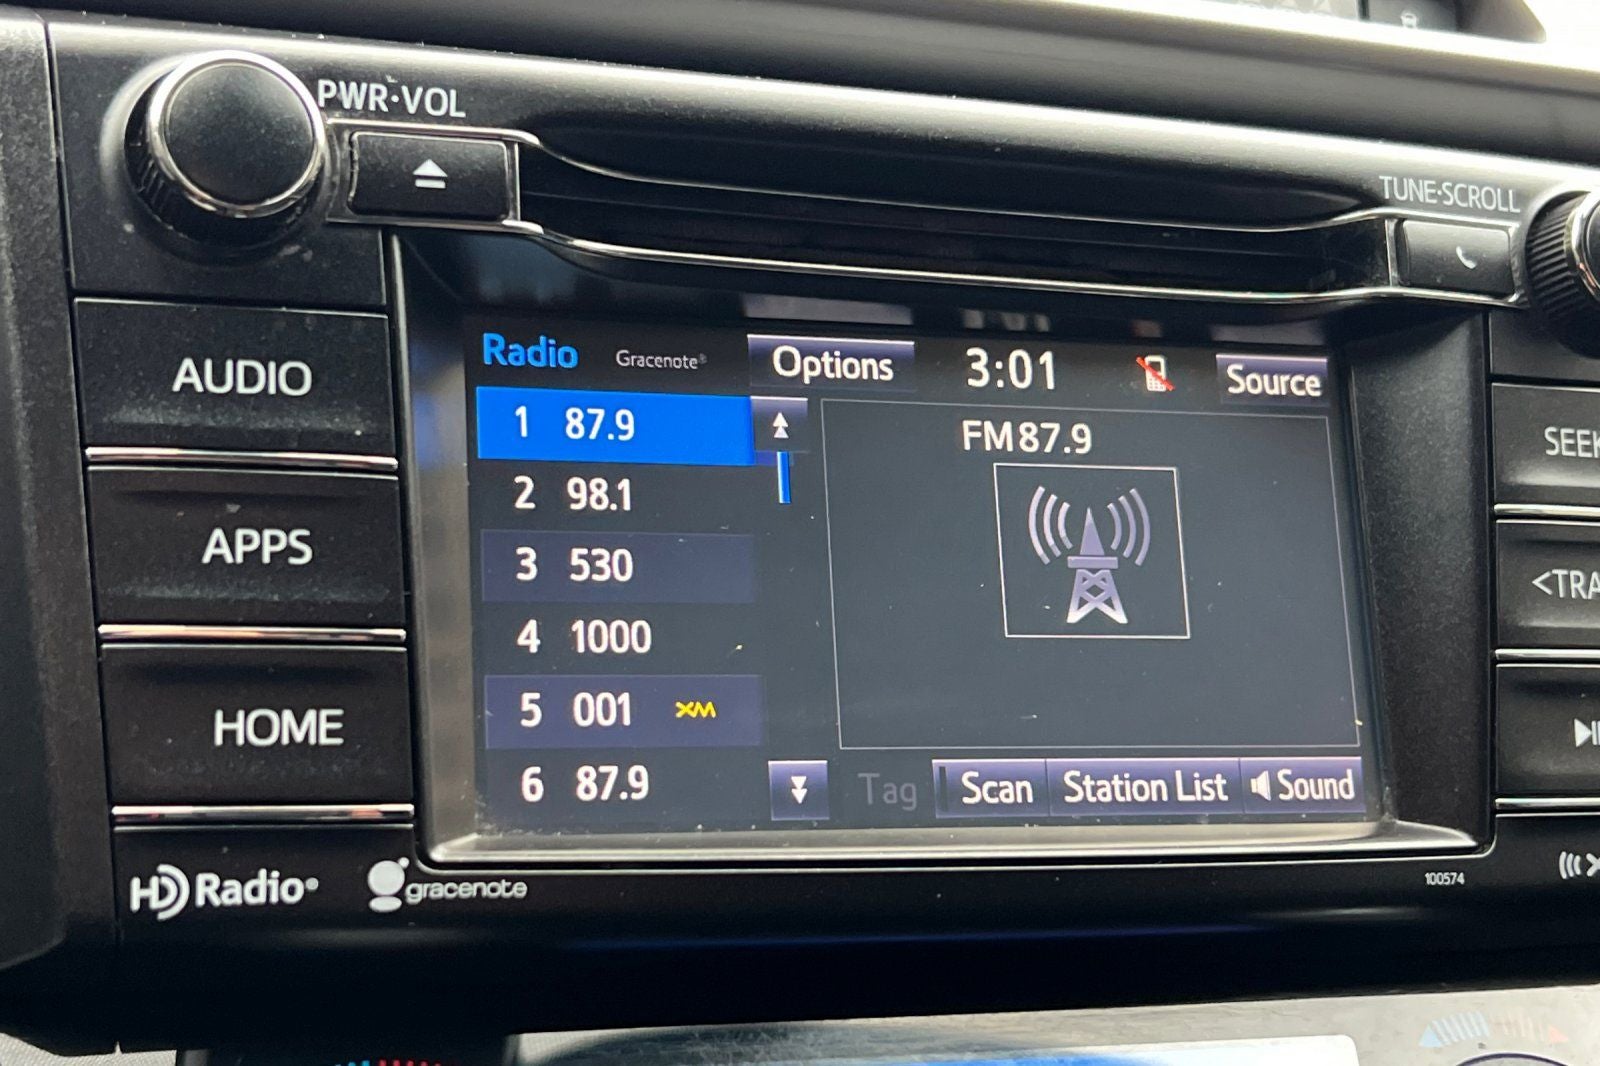 PWR·VOL
TUNE·SCROLL
AUDIO
APPS
HOME
Radio
Gracenote®
Options
3:01
Source
1 87.9
2 98.1
3 530
4 1000
5 001 XM
6 87.9
FM87.9
Tag
Scan
Station List
Sound
HD Radio®
gracenote
100574